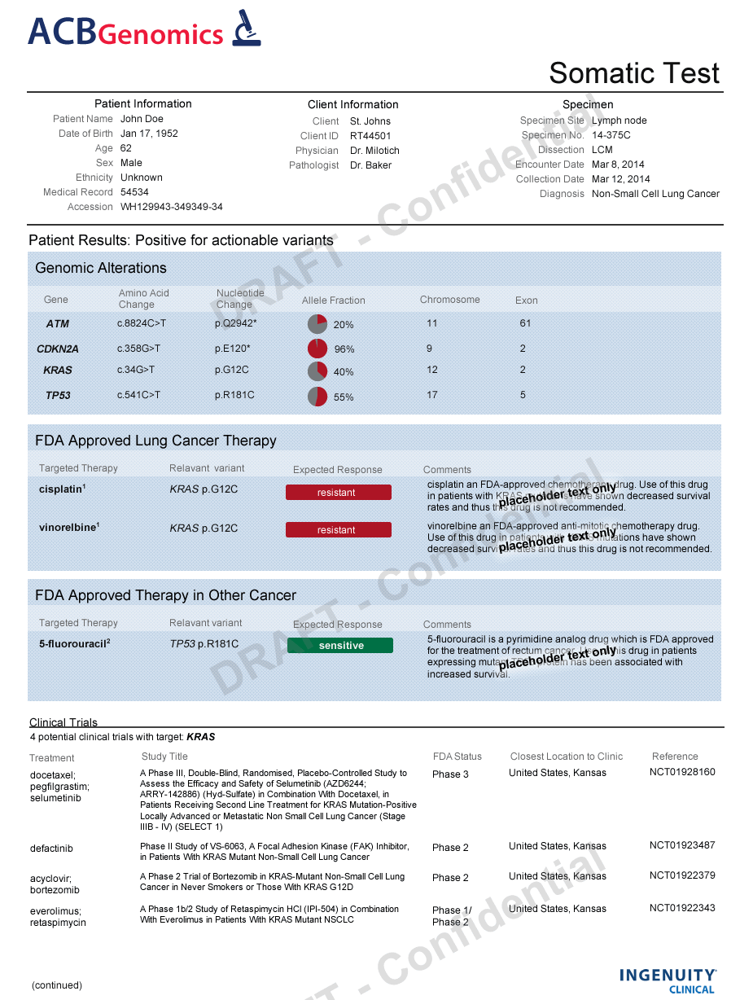 ACBGenomics
Somatic Test
Patient Information
Patient Name John Doe
Date of Birth Jan 17, 1952
Age 62
Sex Male
Ethnicity Unknown
Medical Record 54534
Accession WH129943-349349-34
Client Information
Client St. Johns
Client ID RT44501
Physician Dr. Milotich
Pathologist Dr. Baker
Specimen
Specimen Site Lymph node
Specimen No. 14-375C
Dissection LCM
Encounter Date Mar 8, 2014
Collection Date Mar 12, 2014
Diagnosis Non-Small Cell Lung Cancer
DRAFT - Confidential
Patient Results: Positive for actionable variants
Genomic Alterations
Gene Amino Acid Change Nucleotide Change Allele Fraction Chromosome Exon
ATM c.8824C>T p.Q2942* 20% 11 61
CDKN2A c.358G>T p.E120* 96% 9 2
KRAS c.34G>T p.G12C 40% 12 2
TP53 c.541C>T p.R181C 55% 17 5
FDA Approved Lung Cancer Therapy
Targeted Therapy Relavant variant Expected Response Comments
cisplatin1 KRAS p.G12C resistant
cisplatin an FDA-approved chemotherapy drug. Use of this drug
in patients with KRAS mutations have shown decreased survival
rates and thus this drug is not recommended.
placeholder text only
vinorelbine1 KRAS p.G12C resistant
vinorelbine an FDA-approved anti-mitotic chemotherapy drug.
Use of this drug in patients with KRAS mutations have shown
decreased survival rates and thus this drug is not recommended.
placeholder text only
FDA Approved Therapy in Other Cancer
Targeted Therapy Relavant variant Expected Response Comments
5-fluorouracil2 TP53 p.R181C sensitive
5-fluorouracil is a pyrimidine analog drug which is FDA approved
for the treatment of rectum cancer. Use of this drug in patients
expressing mutant TP53 protein has been associated with
increased survival.
placeholder text only
DRAFT - Confidential
Clinical Trials
4 potential clinical trials with target: KRAS
Treatment Study Title FDA Status Closest Location to Clinic Reference
docetaxel;
pegfilgrastim;
selumetinib
A Phase III, Double-Blind, Randomised, Placebo-Controlled Study to
Assess the Efficacy and Safety of Selumetinib (AZD6244;
ARRY-142886) (Hyd-Sulfate) in Combination With Docetaxel, in
Patients Receiving Second Line Treatment for KRAS Mutation-Positive
Locally Advanced or Metastatic Non Small Cell Lung Cancer (Stage
IIIB - IV) (SELECT 1)
Phase 3 United States, Kansas NCT01928160
defactinib
Phase II Study of VS-6063, A Focal Adhesion Kinase (FAK) Inhibitor,
in Patients With KRAS Mutant Non-Small Cell Lung Cancer
Phase 2 United States, Kansas NCT01923487
acyclovir;
bortezomib
A Phase 2 Trial of Bortezomib in KRAS-Mutant Non-Small Cell Lung
Cancer in Never Smokers or Those With KRAS G12D
Phase 2 United States, Kansas NCT01922379
everolimus;
retaspimycin
A Phase 1b/2 Study of Retaspimycin HCl (IPI-504) in Combination
With Everolimus in Patients With KRAS Mutant NSCLC
Phase 1/
Phase 2
United States, Kansas NCT01922343
DRAFT - Confidential
(continued)
INGENUITY
CLINICAL